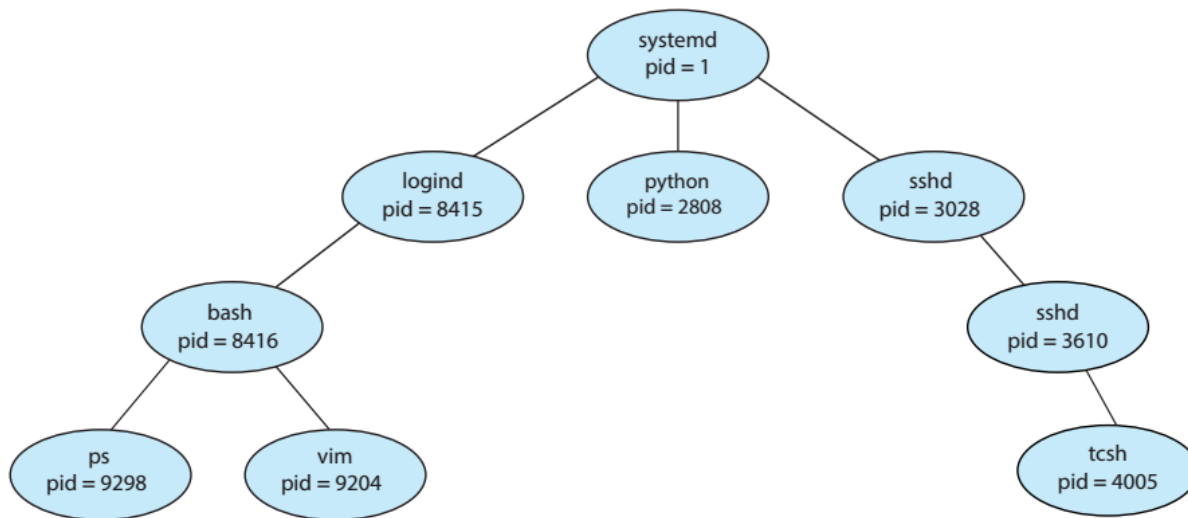 systemd
pid = 1
logind
pid = 8415
python
pid = 2808
sshd
pid = 3028
bash
pid = 8416
sshd
pid = 3610
ps
pid = 9298
vim
pid = 9204
tcsh
pid = 4005